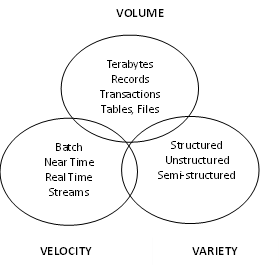 VOLUME
Terabytes
Records
Transactions
Tables, Files
Batch
Near Time
Real Time
Streams
Structured
Unstructured
Semi-structured
VELOCITY
VARIETY